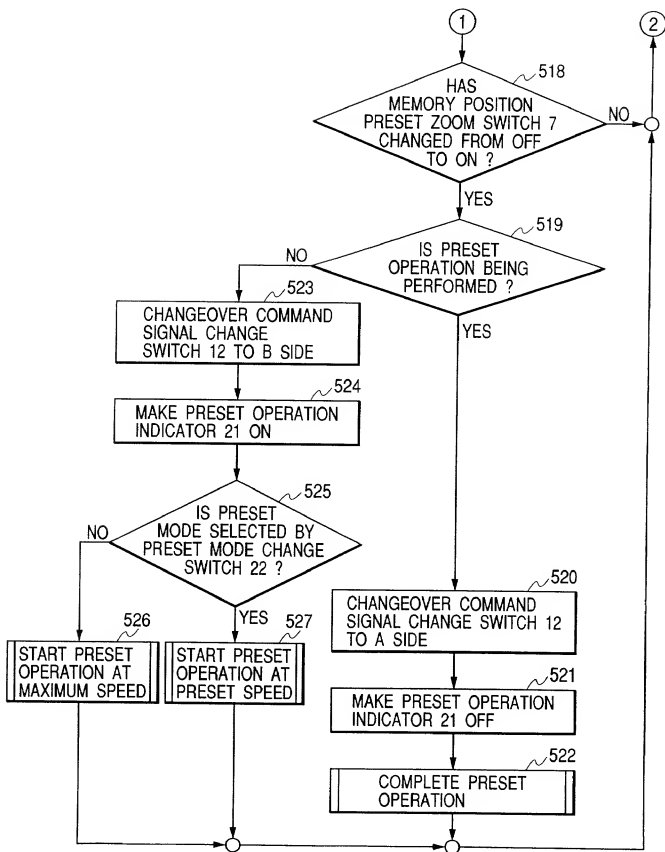 1
2
518
HAS
MEMORY POSITION
PRESET ZOOM SWITCH 7
CHANGED FROM OFF
TO ON ?
NO
YES
519
IS PRESET
OPERATION BEING
PERFORMED ?
NO
YES
523
CHANGEOVER COMMAND
SIGNAL CHANGE
SWITCH 12 TO B SIDE
524
MAKE PRESET OPERATION
INDICATOR 21 ON
525
IS PRESET
MODE SELECTED BY
PRESET MODE CHANGE
SWITCH 22 ?
NO
YES
526
START PRESET
OPERATION AT
MAXIMUM SPEED
527
START PRESET
OPERATION AT
PRESET SPEED
520
CHANGEOVER COMMAND
SIGNAL CHANGE SWITCH 12
TO A SIDE
521
MAKE PRESET OPERATION
INDICATOR 21 OFF
522
COMPLETE PRESET
OPERATION